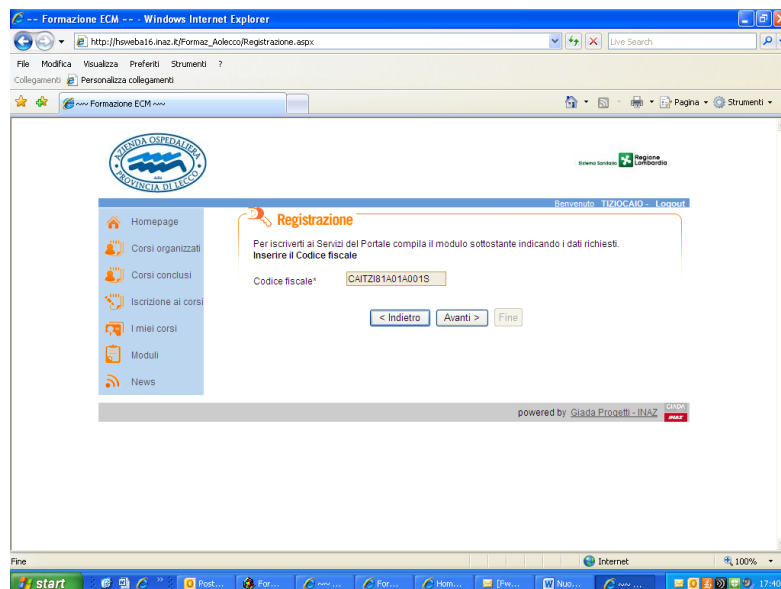 -- Formazione ECM -- - Windows Internet Explorer
http://hsweba16.inaz.it/Formaz_Aolecco/Registrazione.aspx
Live Search
File Modifica Visualizza Preferiti Strumenti ?
Collegamenti Personalizza collegamenti
~~ Formazione ECM ~~
Pagina Strumenti
AZIENDA OSPEDALIERA
PROVINCIA DI LECCO
Sistema Sanitario Regione Lombardia
Benvenuto TIZIOCAIO - Logout
Homepage
Corsi organizzati
Corsi conclusi
Iscrizione ai corsi
I miei corsi
Moduli
News
Registrazione
Per iscriverti ai Servizi del Portale compila il modulo sottostante indicando i dati richiesti.
Inserire il Codice fiscale
Codice fiscale* CAITZI81A01A001S
< Indietro Avanti > Fine
powered by Giada Progetti - INAZ GIADA INAZ
Fine Internet 100%
start Post... For... ~~ ... For... Hom... [Fw... Nuo... ~~ ... 17:40